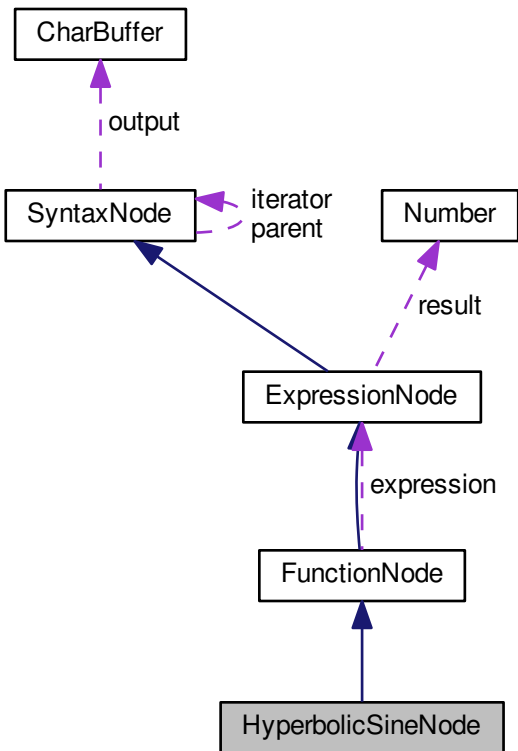 CharBuffer
output
SyntaxNode
iterator
parent
Number
result
ExpressionNode
expression
FunctionNode
HyperbolicSineNode